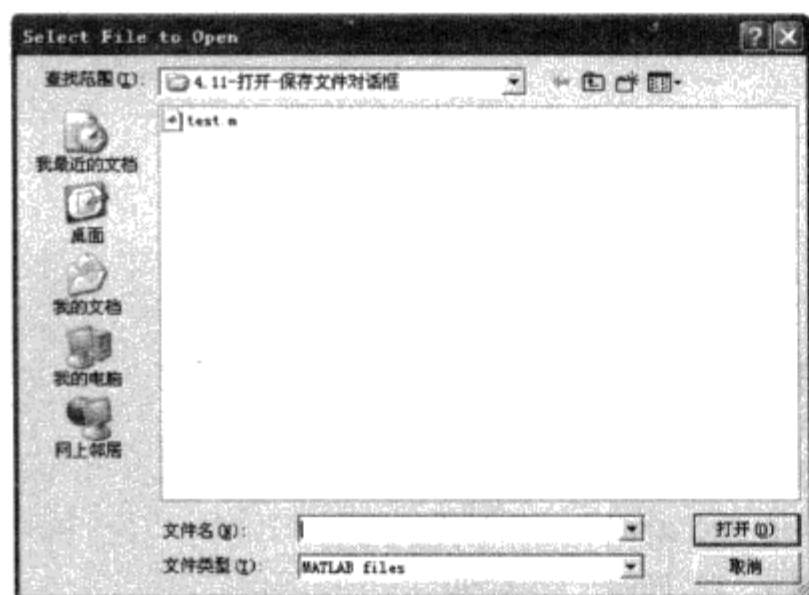 Select File to Open
查找范围(I):
4.11-打开-保存文件对话框
test m
我最近的文档
桌面
我的文档
我的电脑
网上邻居
文件名(N):
打开(O)
文件类型(T)
MATLAB files
取消